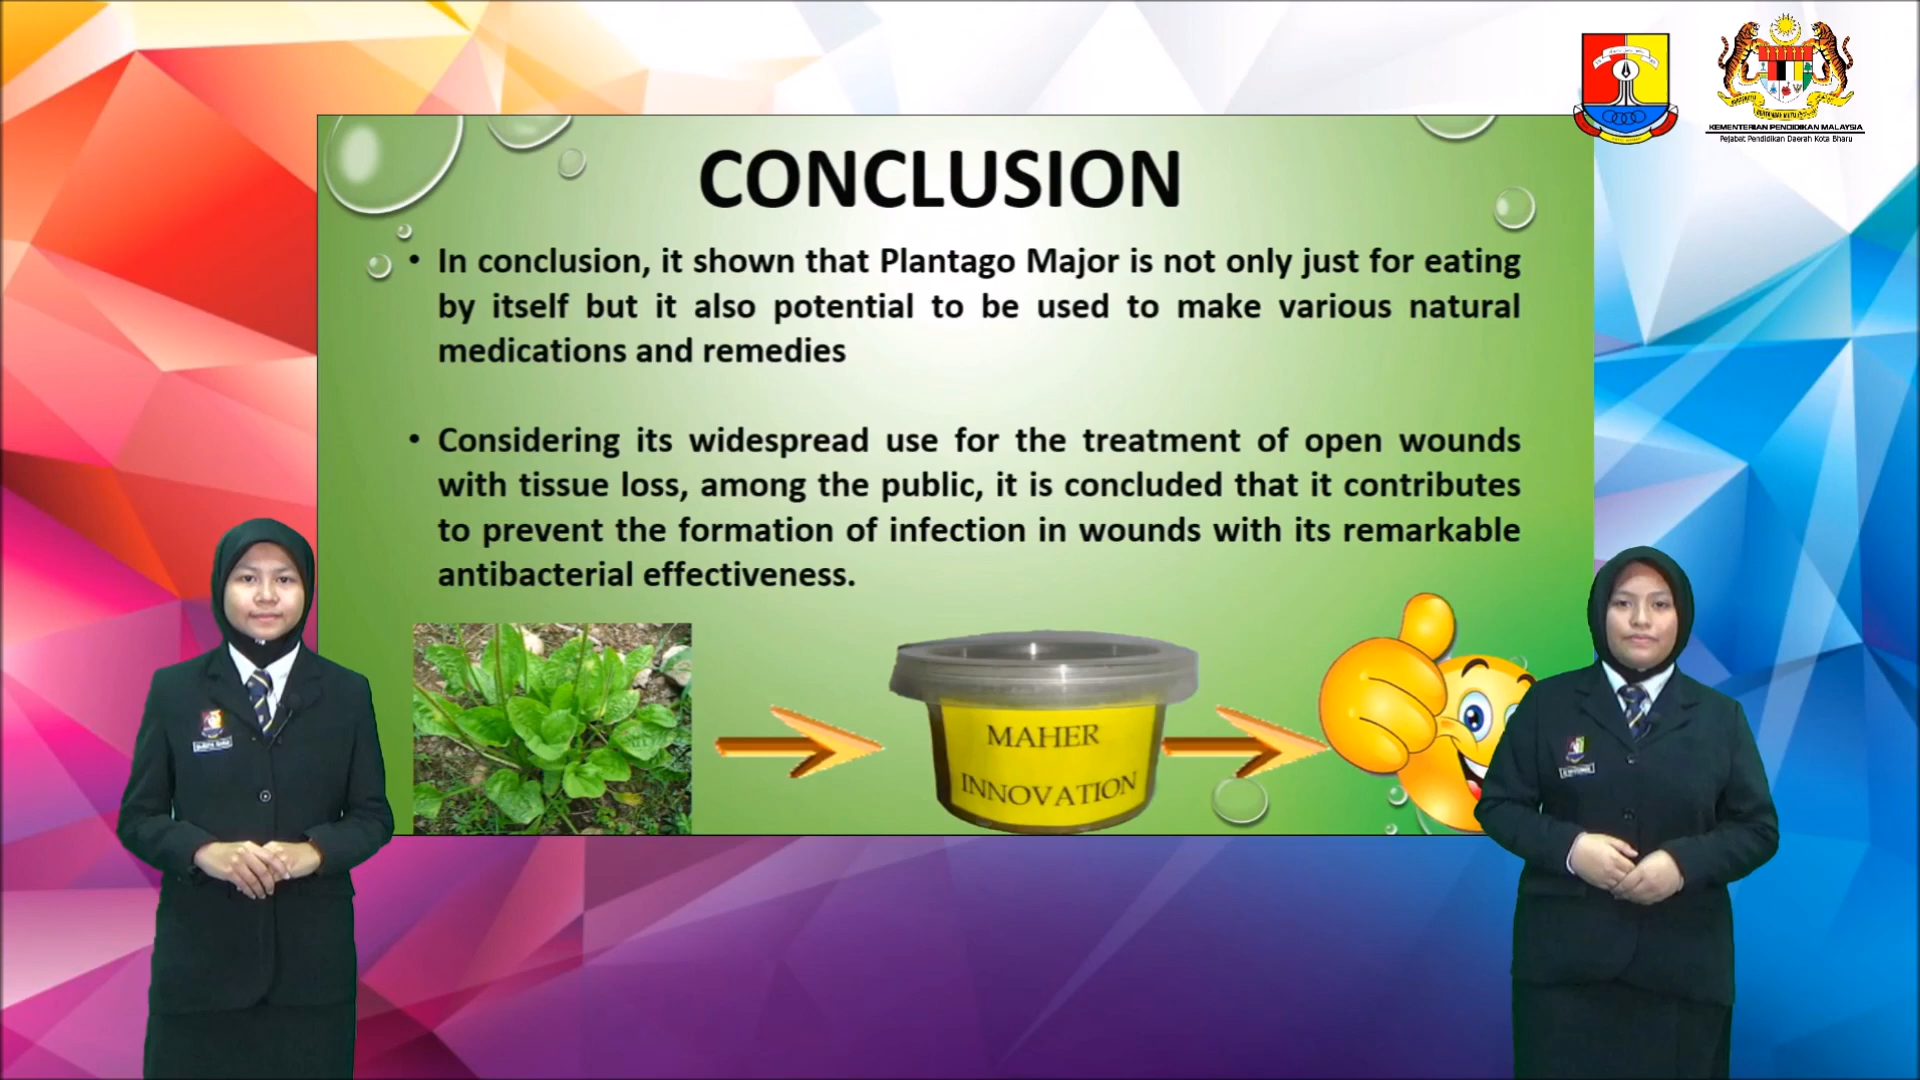 KEMENTERIAN PENDIDIKAN MALAYSIA
Pejabat Pendidikan Daerah Kota Bharu
CONCLUSION
• In conclusion, it shown that Plantago Major is not only just for eating
by itself but it also potential to be used to make various natural
medications and remedies
• Considering its widespread use for the treatment of open wounds
with tissue loss, among the public, it is concluded that it contributes
to prevent the formation of infection in wounds with its remarkable
antibacterial effectiveness.
MAHER
INNOVATION